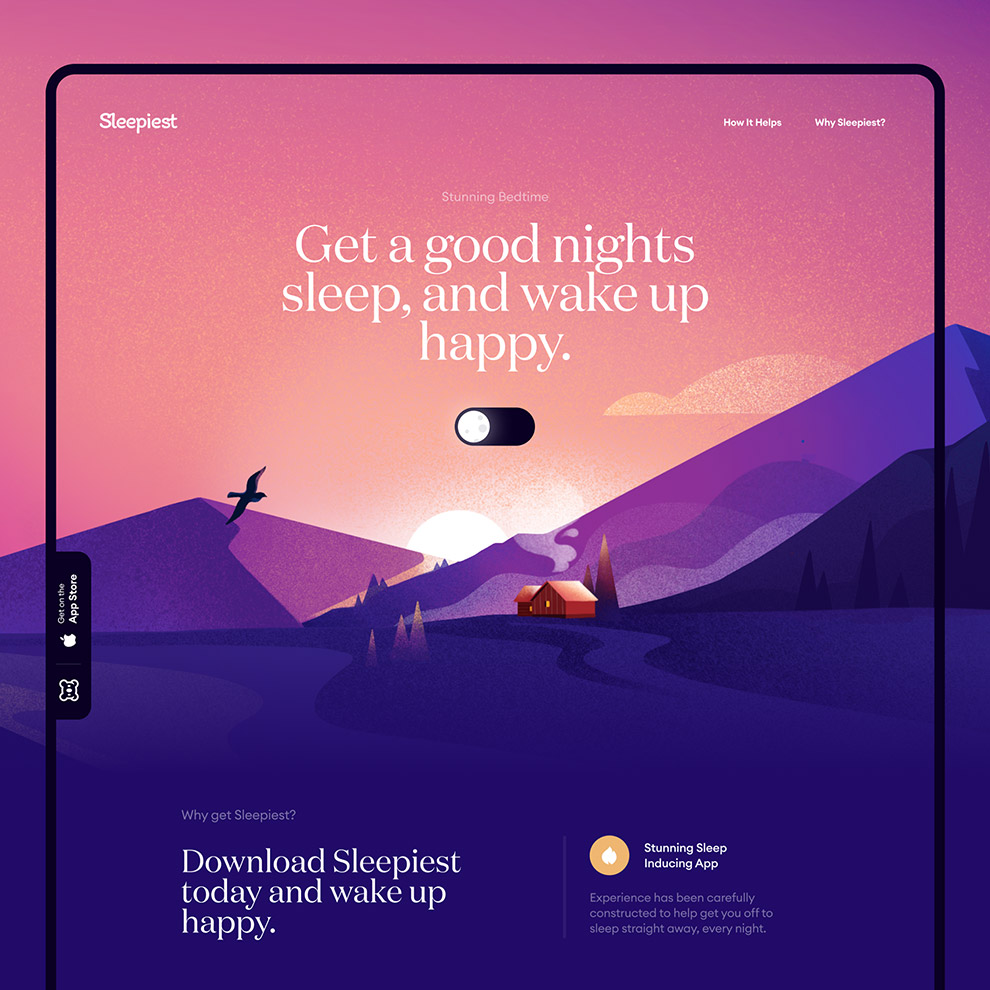 Sleepiest
How It Helps
Why Sleepiest?
Stunning Bedtime
Get a good nights
sleep, and wake up
happy.
Get on the
App Store
Why get Sleepiest?
Download Sleepiest
today and wake up
happy.
Stunning Sleep
Inducing App
Experience has been carefully
constructed to help get you off to
sleep straight away, every night.